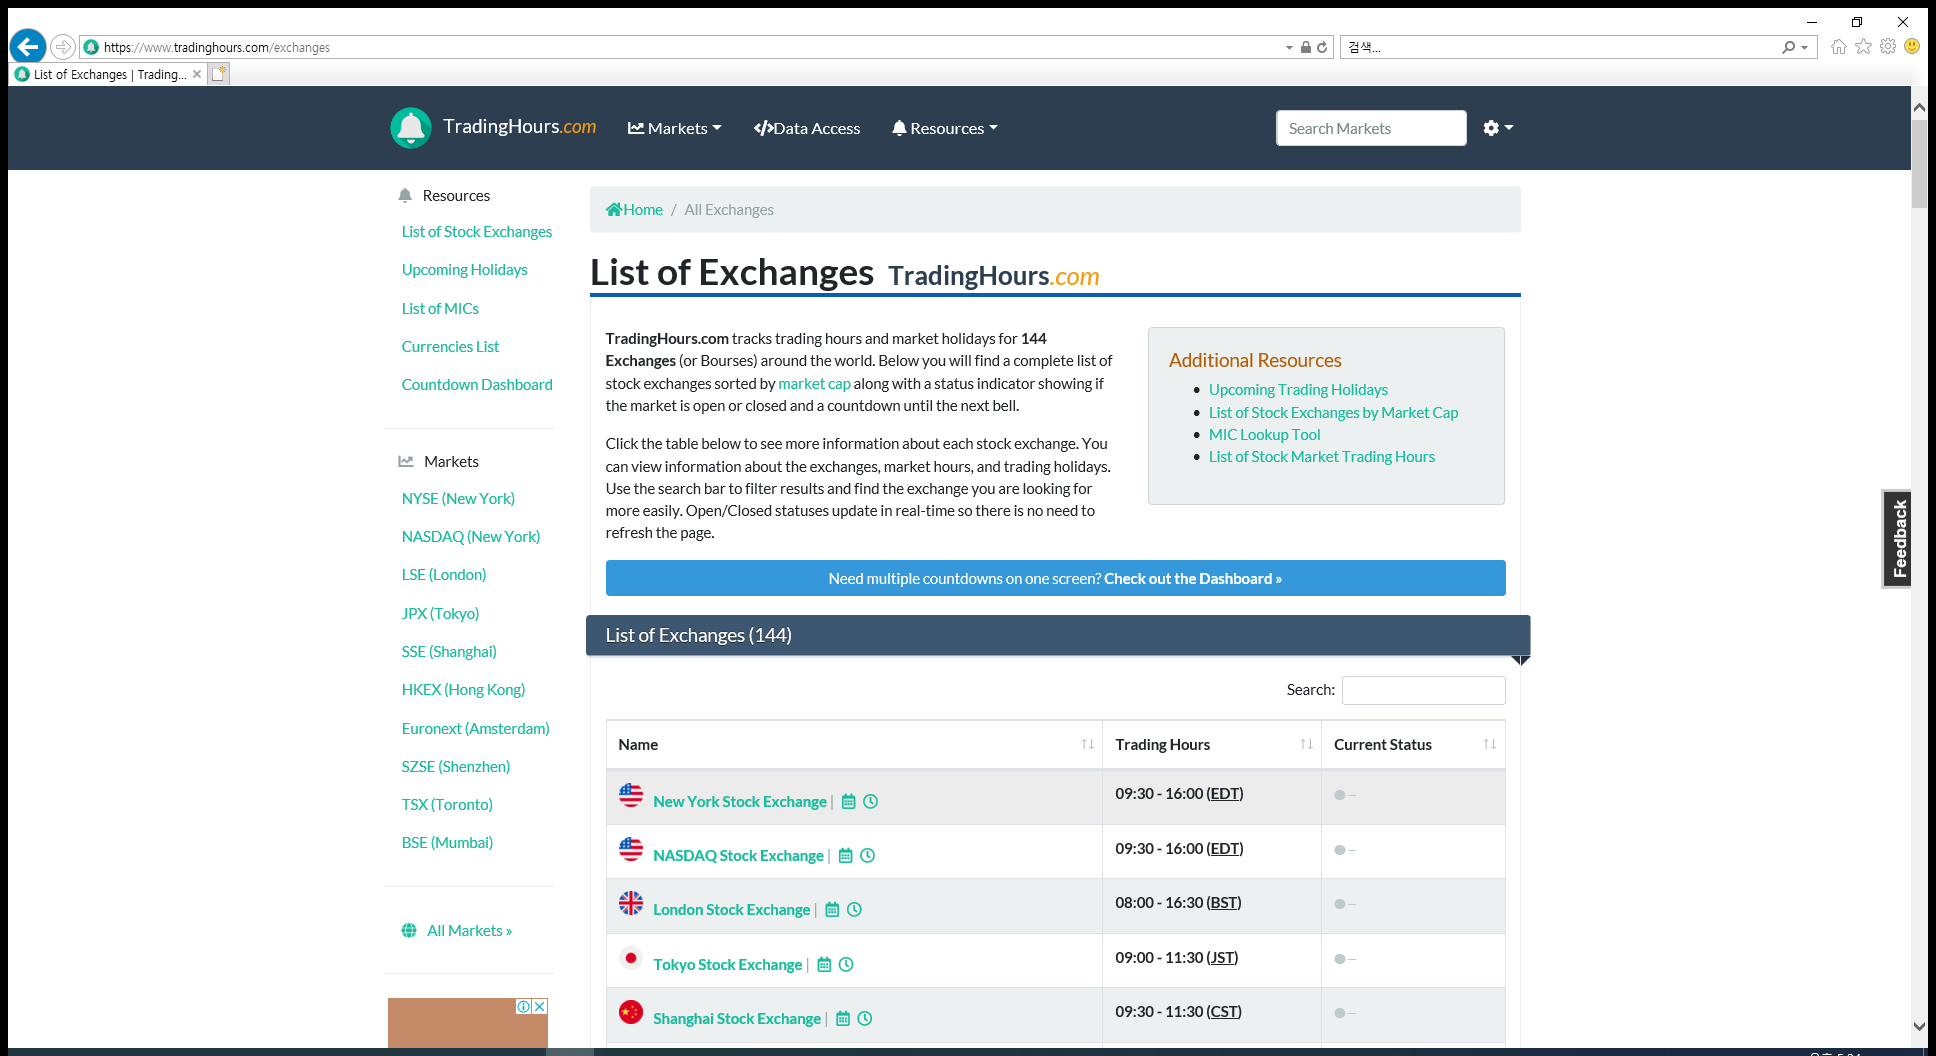 https://www.tradinghours.com/exchanges
검색...
List of Exchanges | Trading...
TradingHours.com
Markets
Data Access
Resources
Search Markets
Resources
List of Stock Exchanges
Upcoming Holidays
List of MICs
Currencies List
Countdown Dashboard
Markets
NYSE (New York)
NASDAQ (New York)
LSE (London)
JPX (Tokyo)
SSE (Shanghai)
HKEX (Hong Kong)
Euronext (Amsterdam)
SZSE (Shenzhen)
TSX (Toronto)
BSE (Mumbai)
All Markets »
Home / All Exchanges
List of Exchanges TradingHours.com
TradingHours.com tracks trading hours and market holidays for 144
Exchanges (or Bourses) around the world. Below you will find a complete list of
stock exchanges sorted by market cap along with a status indicator showing if
the market is open or closed and a countdown until the next bell.
Click the table below to see more information about each stock exchange. You
can view information about the exchanges, market hours, and trading holidays.
Use the search bar to filter results and find the exchange you are looking for
more easily. Open/Closed statuses update in real-time so there is no need to
refresh the page.
Additional Resources
Upcoming Trading Holidays
List of Stock Exchanges by Market Cap
MIC Lookup Tool
List of Stock Market Trading Hours
Need multiple countdowns on one screen? Check out the Dashboard »
List of Exchanges (144)
Search:
Name Trading Hours Current Status
New York Stock Exchange | 09:30 - 16:00 (EDT) –
NASDAQ Stock Exchange | 09:30 - 16:00 (EDT) –
London Stock Exchange | 08:00 - 16:30 (BST) –
Tokyo Stock Exchange | 09:00 - 11:30 (JST) –
Shanghai Stock Exchange | 09:30 - 11:30 (CST) –
Feedback